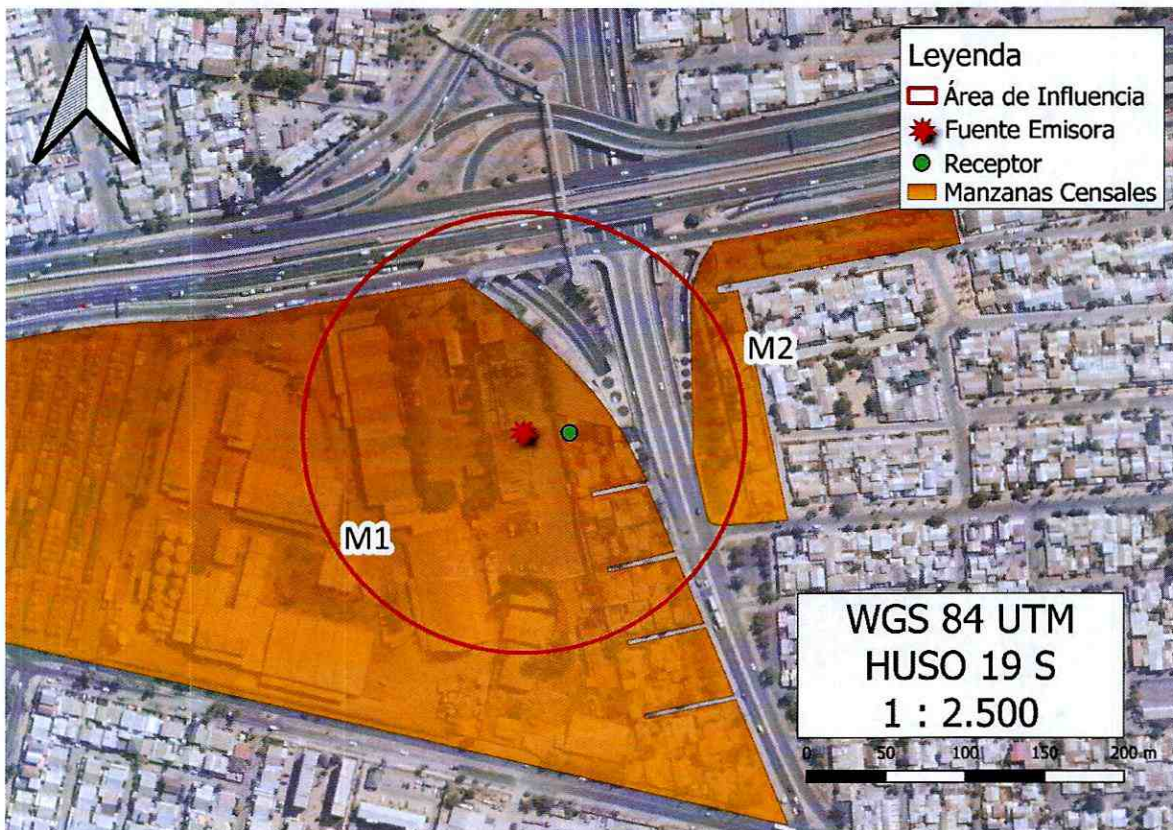 Leyenda
Área de Influencia
Fuente Emisora
Receptor
Manzanas Censales
M2
M1
WGS 84 UTM
HUSO 19 S
1 : 2.500
0 50 100 150 200 m